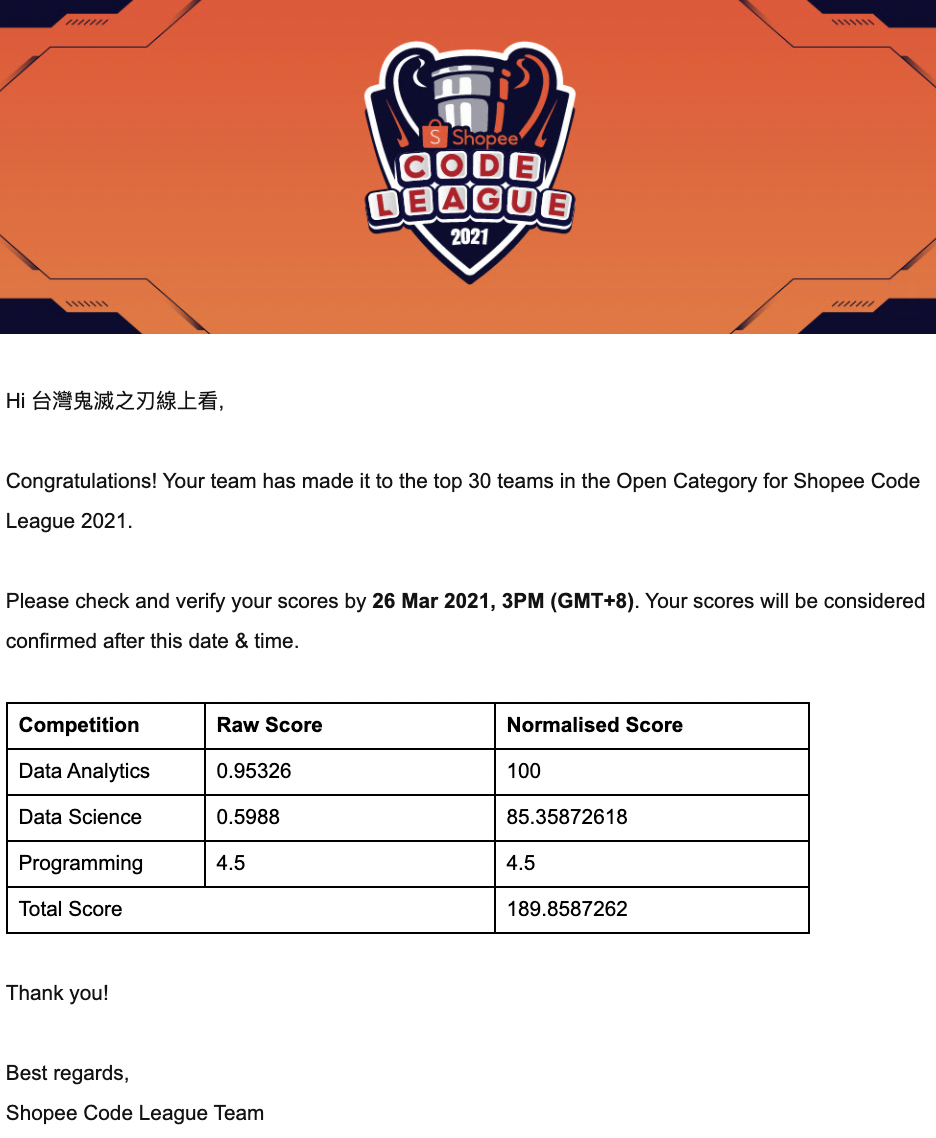 S Shopee
CODE
LEAGUE
2021
Hi 台灣鬼滅之刃線上看,
Congratulations! Your team has made it to the top 30 teams in the Open Category for Shopee Code
League 2021.
Please check and verify your scores by 26 Mar 2021, 3PM (GMT+8). Your scores will be considered
confirmed after this date & time.
Competition Raw Score Normalised Score
Data Analytics 0.95326 100
Data Science 0.5988 85.35872618
Programming 4.5 4.5
Total Score 189.8587262
Thank you!
Best regards,
Shopee Code League Team